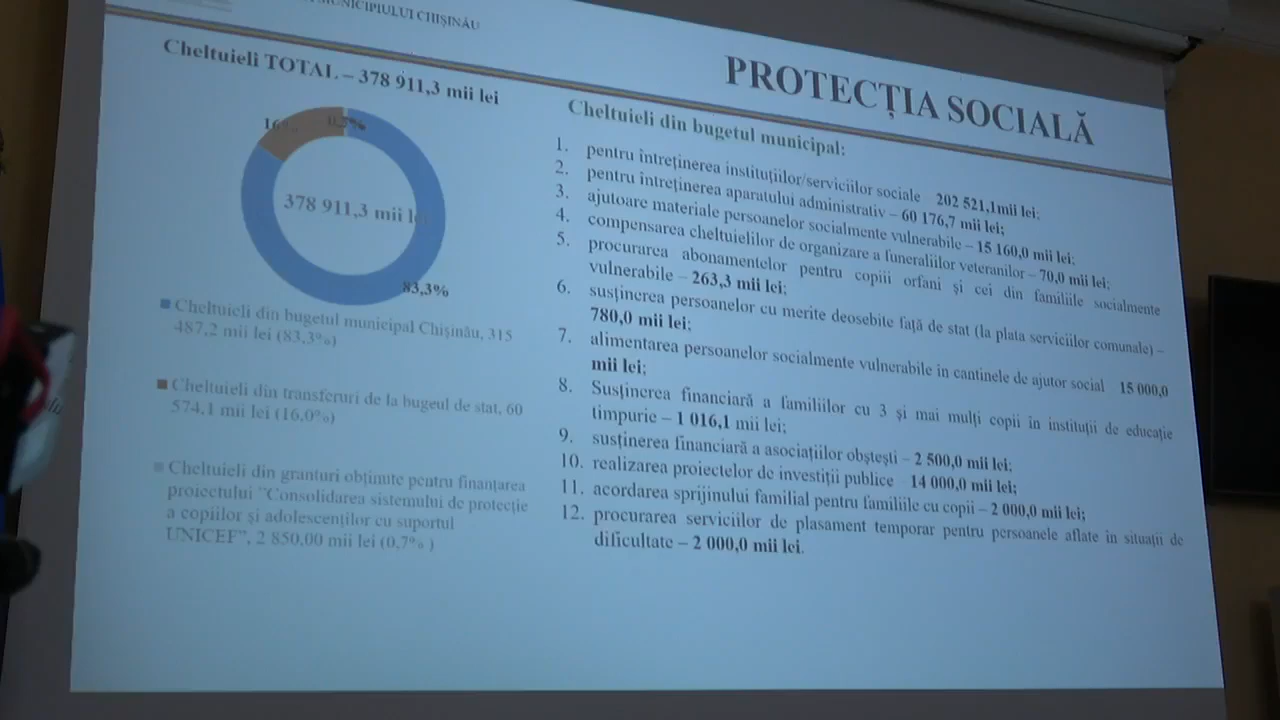 MUNICIPIULUI CHIȘINĂU
PROTECȚIA SOCIALĂ
Cheltuieli TOTAL – 378 911,3 mii lei
16%
378 911,3 mii
83,3%
Cheltuieli din bugetul municipal Chișinău, 315
487,2 mii lei (83,3%)
Cheltuieli din transferuri de la bugeul de stat, 60
574,1 mii lei (16,0%)
Cheltuieli din granturi obținute pentru finanțarea
proiectului "Consolidarea sistemului de protecție
a copiilor și adolescenților cu suportul
UNICEF", 2 850,00 mii lei (0,7% )
Cheltuieli din bugetul municipal:
1. pentru întreținerea instituțiilor/serviciilor sociale 202 521,1mii lei;
2. pentru întreținerea aparatului administrativ – 60 176,7 mii lei;
3. ajutoare materiale persoanelor socialmente vulnerabile – 15 160,0 mii lei;
4. compensarea cheltuielilor de organizare a funeraliilor veteranilor – 70,0 mii lei;
5. procurarea abonamentelor pentru copiii orfani și cei din familiile socialmente
vulnerabile – 263,3 mii lei;
6. susținerea persoanelor cu merite deosebite față de stat (la plata serviciilor comunale) –
780,0 mii lei;
7. alimentarea persoanelor socialmente vulnerabile in cantinele de ajutor social 15 000,0
mii lei;
8. Susținerea financiară a familiilor cu 3 și mai mulți copii în instituții de educație
timpurie – 1 016,1 mii lei;
9. susținerea financiară a asociațiilor obștești – 2 500,0 mii lei;
10. realizarea proiectelor de investiții publice 14 000,0 mii lei;
11. acordarea sprijinului familial pentru familiile cu copii – 2 000,0 mii lei;
12. procurarea serviciilor de plasament temporar pentru persoanele aflate in situații de
dificultate – 2 000,0 mii lei.